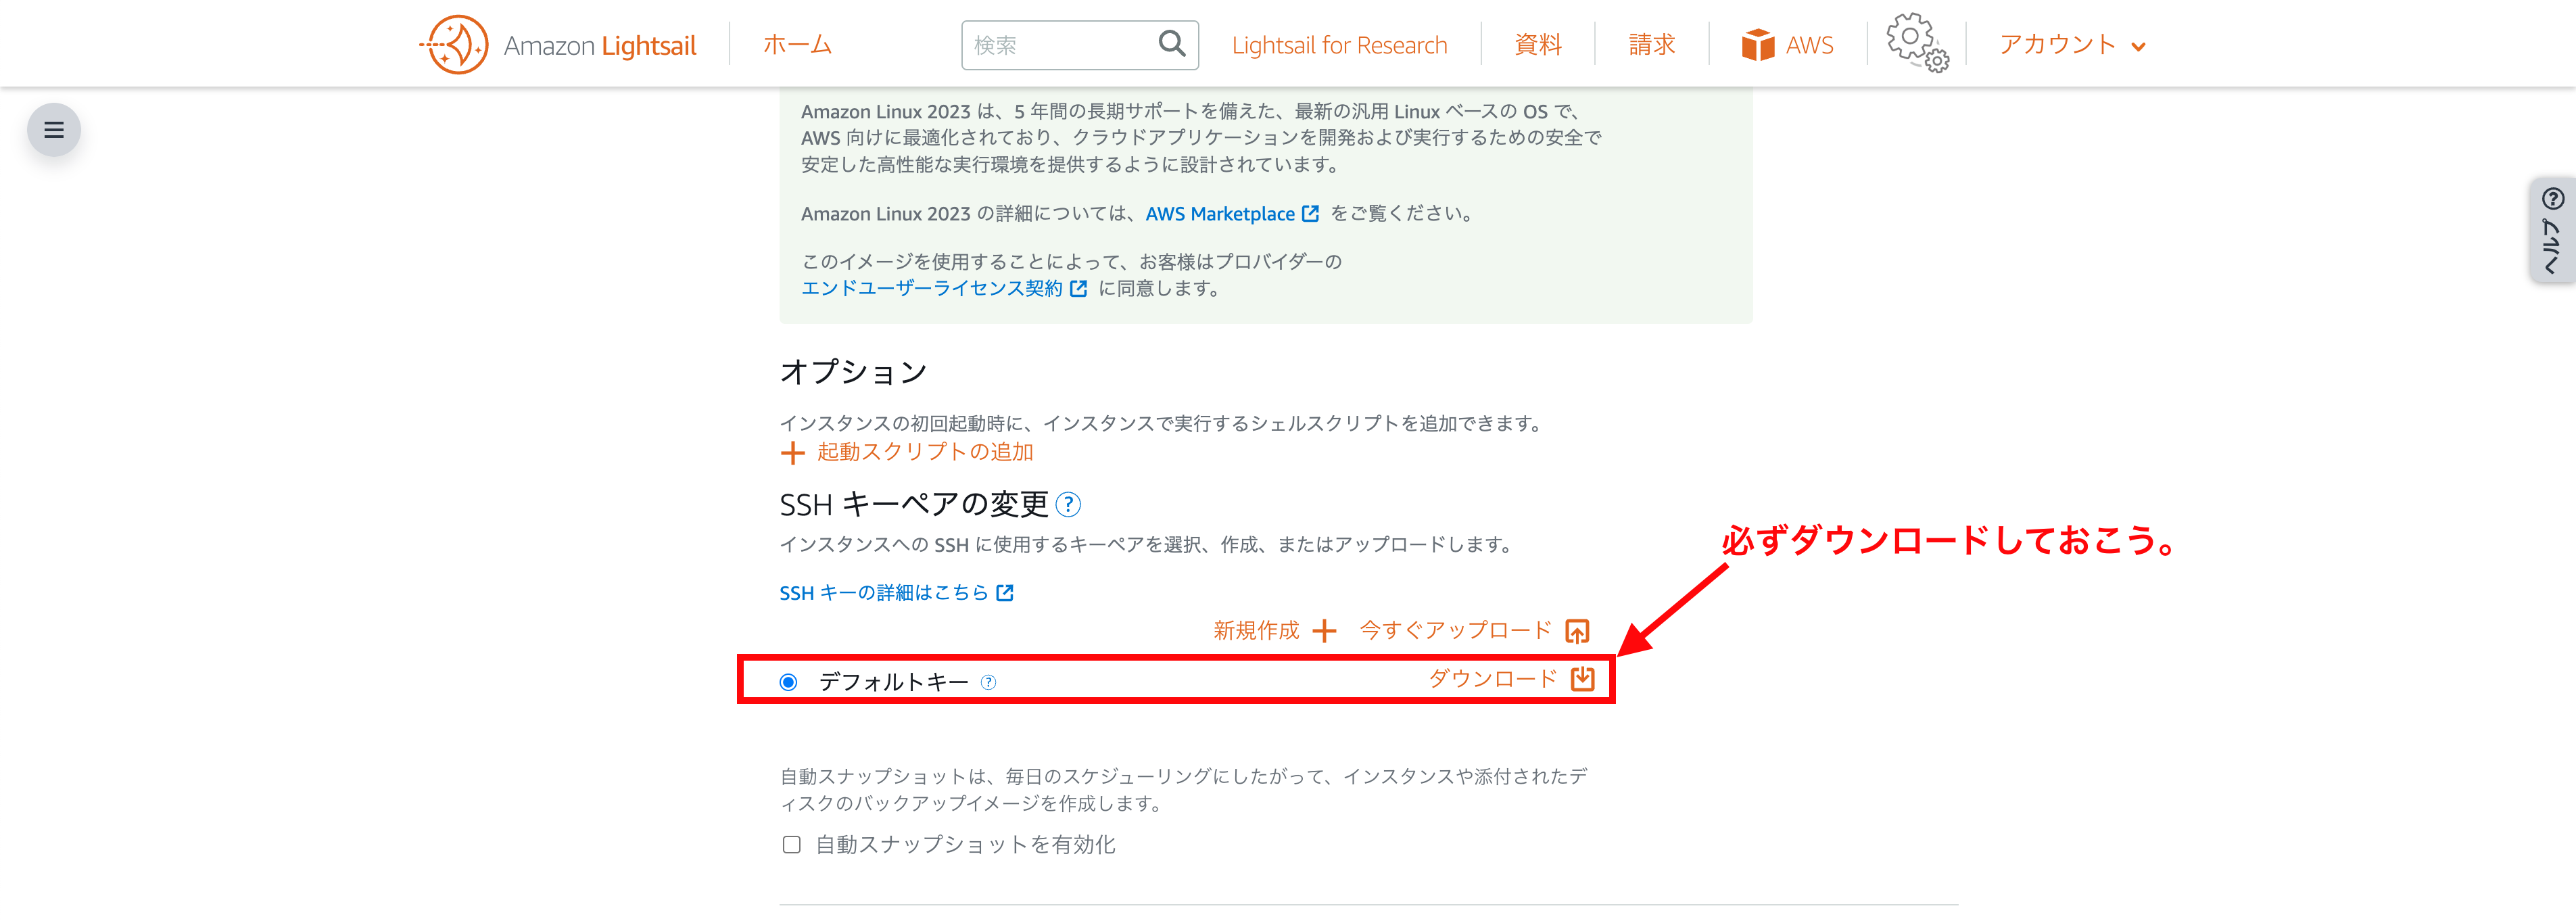 Amazon Lightsail
ホーム
検索
Lightsail for Research
資料
請求
AWS
アカウント
ヘルプ
Amazon Linux 2023 は、5 年間の長期サポートを備えた、最新の汎用 Linux ベースの OS で、
AWS 向けに最適化されており、クラウドアプリケーションを開発および実行するための安全で
安定した高性能な実行環境を提供するように設計されています。
Amazon Linux 2023 の詳細については、AWS Marketplace をご覧ください。
このイメージを使用することによって、お客様はプロバイダーの
エンドユーザーライセンス契約 に同意します。
オプション
インスタンスの初回起動時に、インスタンスで実行するシェルスクリプトを追加できます。
起動スクリプトの追加
SSH キーペアの変更 ?
インスタンスへの SSH に使用するキーペアを選択、作成、またはアップロードします。
必ずダウンロードしておこう。
SSH キーの詳細はこちら
新規作成 + 今すぐアップロード
デフォルトキー ? ダウンロード
自動スナップショットは、毎日のスケジューリングにしたがって、インスタンスや添付されたデ
ィスクのバックアップイメージを作成します。
自動スナップショットを有効化